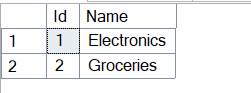 Id Name
1 1 Electronics
2 2 Groceries